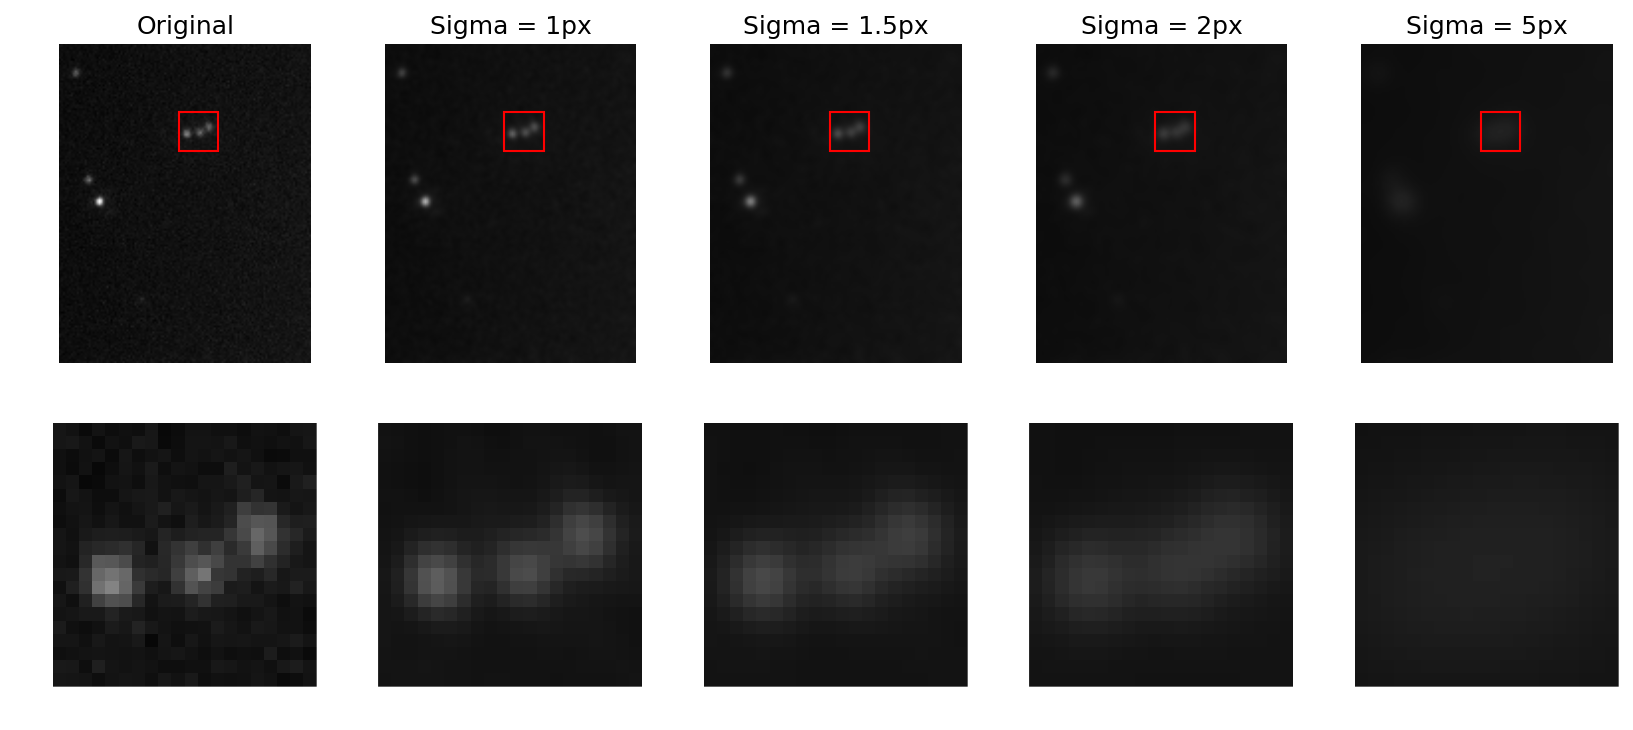 Original
Sigma = 1px
Sigma = 1.5px
Sigma = 2px
Sigma = 5px